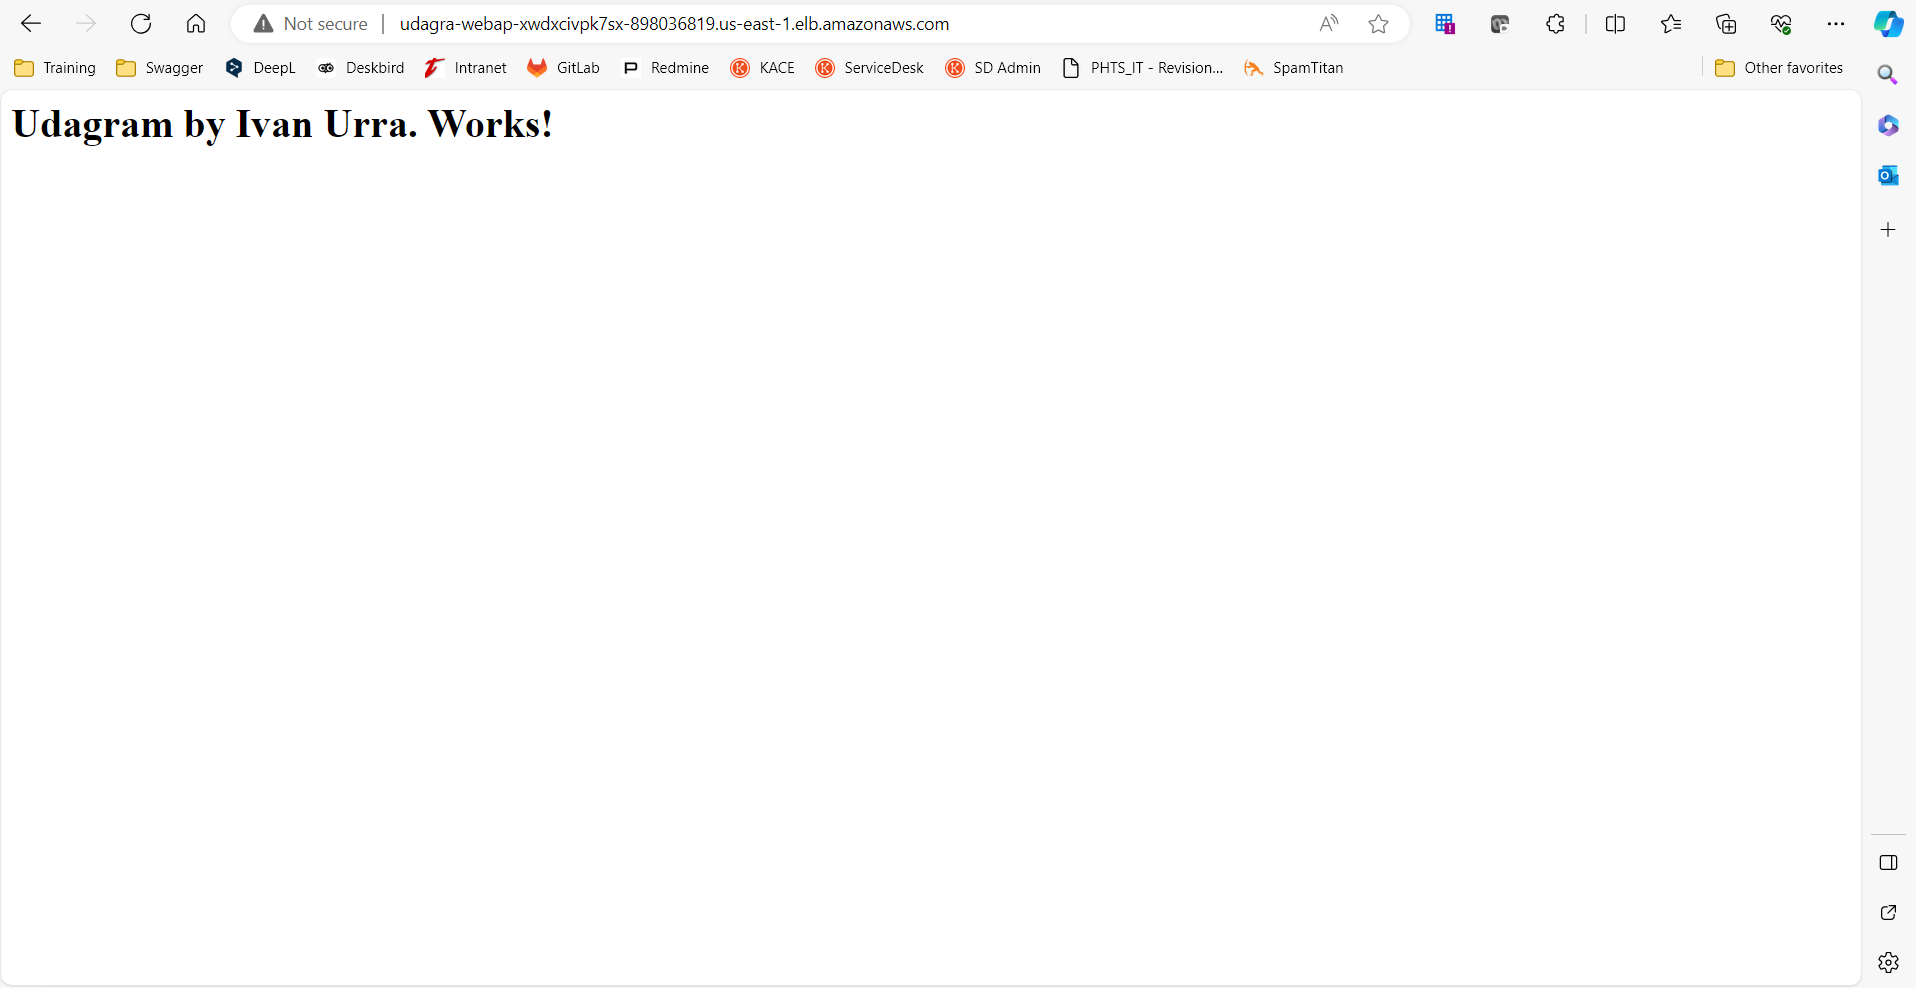 Not secure | udagra-webap-xwdxcivpk7sx-898036819.us-east-1.elb.amazonaws.com
Training Swagger DeepL Deskbird Intranet GitLab Redmine KACE ServiceDesk SD Admin PHTS_IT - Revision... SpamTitan Other favorites
Udagram by Ivan Urra. Works!